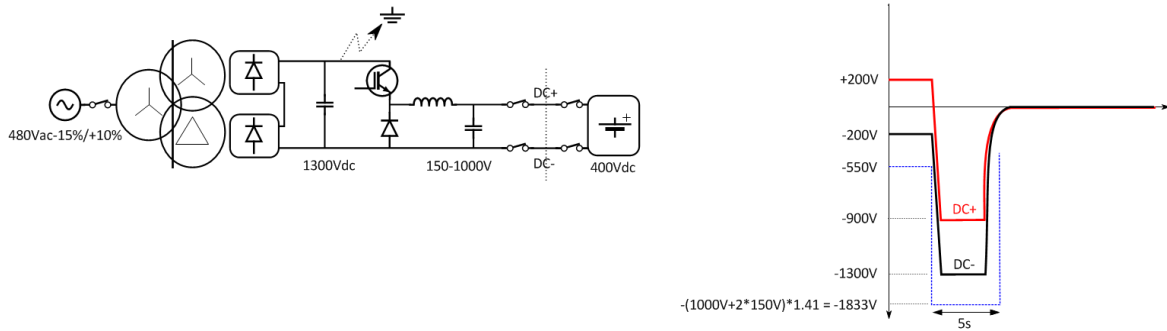 480Vac-15%/+10%
1300Vdc
150-1000V
DC+
DC-
+
400Vdc
+200V
-200V
-550V
-900V
-1300V
-(1000V+2*150V)*1.41 = -1833V
DC+
DC-
5s